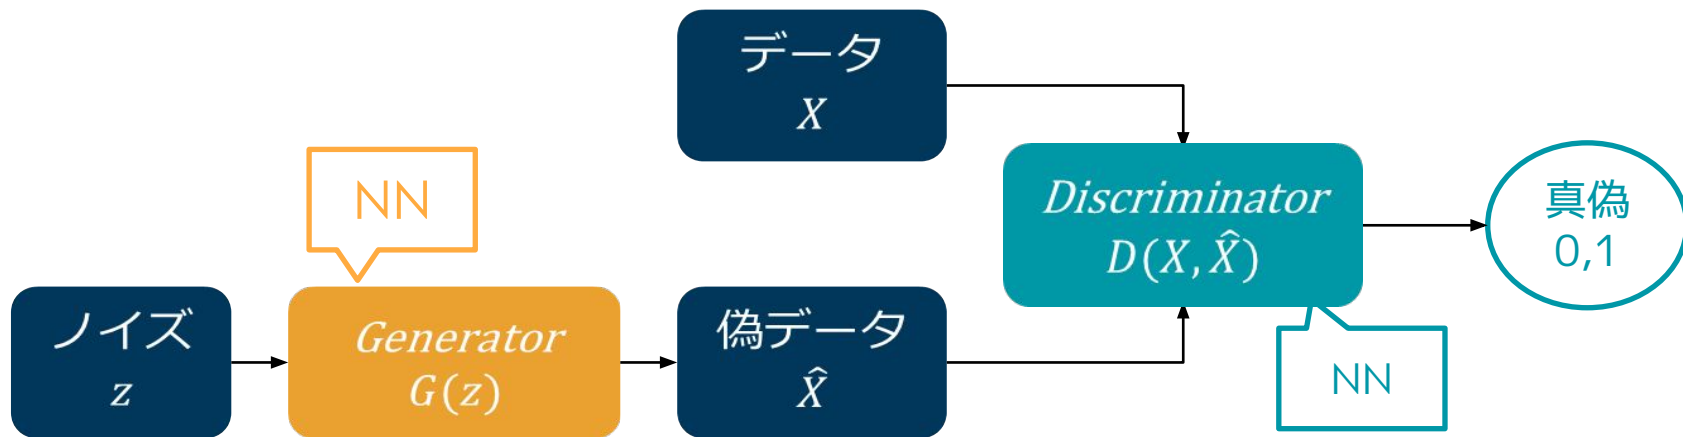 データ
X
NN
Discriminator
D(X, X̂)
真偽
0,1
ノイズ
z
Generator
G(z)
偽データ
X̂
NN